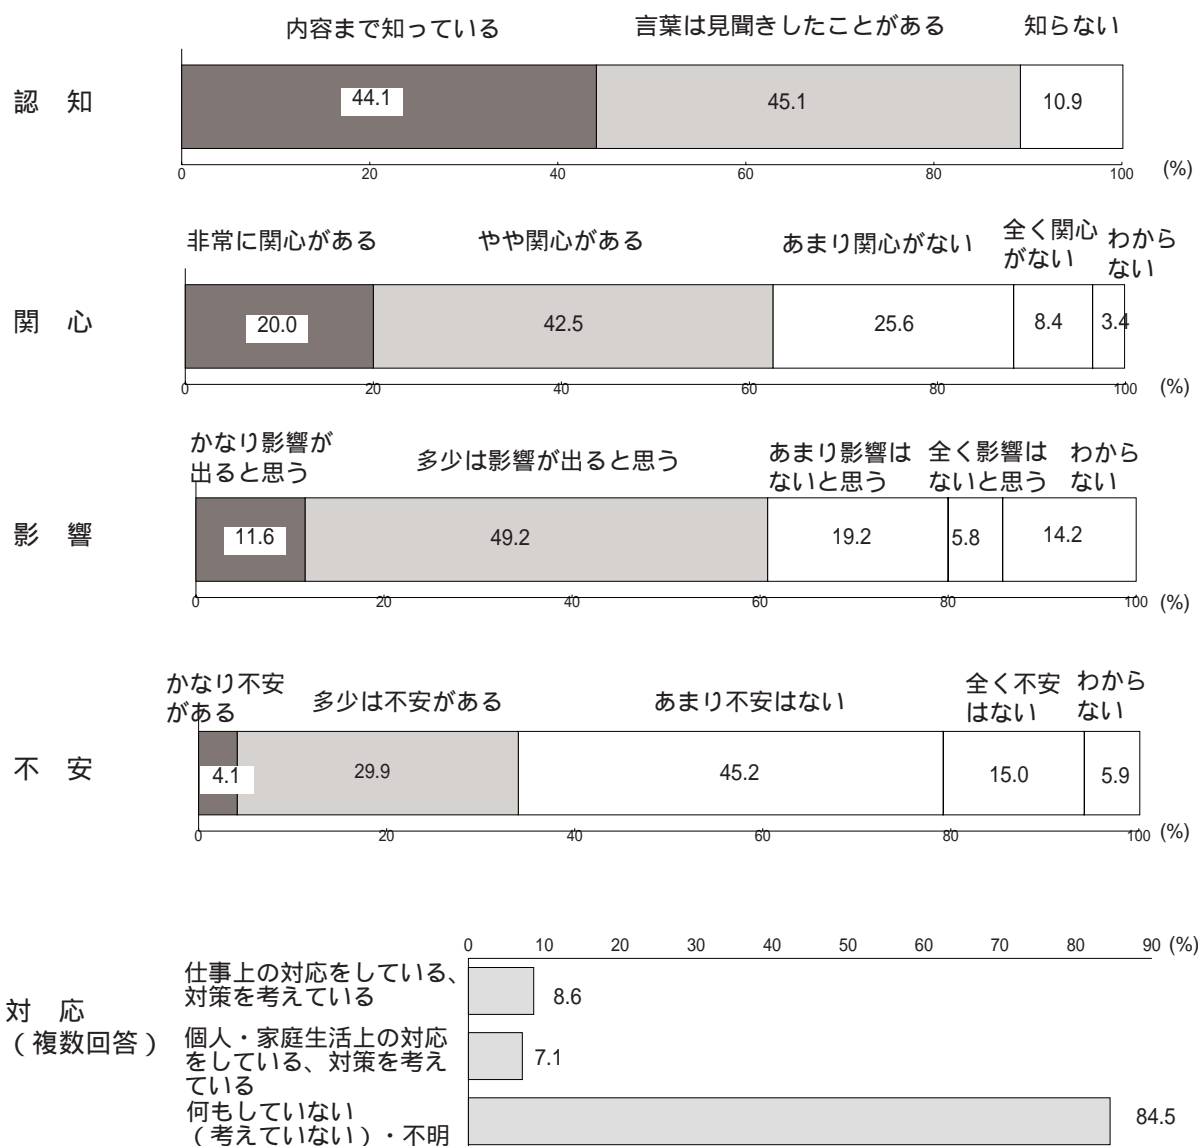 内容まで知っている 言葉は見聞きしたことがある 知らない
認 知 44.1 45.1 10.9
0 20 40 60 80 100 (%)
非常に関心がある やや関心がある あまり関心がない 全く関心 わから
がない ない
関 心 20.0 42.5 25.6 8.4 3.4
0 20 40 60 80 100 (%)
かなり影響が 多少は影響が出ると思う あまり影響は 全く影響は わから
出ると思う ないと思う ないと思う ない
影 響 11.6 49.2 19.2 5.8 14.2
0 20 40 60 80 100 (%)
かなり不安 多少は不安がある あまり不安はない 全く不安 わから
がある はない ない
不 安 4.1 29.9 45.2 15.0 5.9
0 20 40 60 80 100 (%)
0 10 20 30 40 50 60 70 80 90 (%)
対 応
(複数回答)
仕事上の対応をしている、
対策を考えている 8.6
個人・家庭生活上の対応
をしている、対策を考え 7.1
ている
何もしていない
(考えていない)・不明 84.5